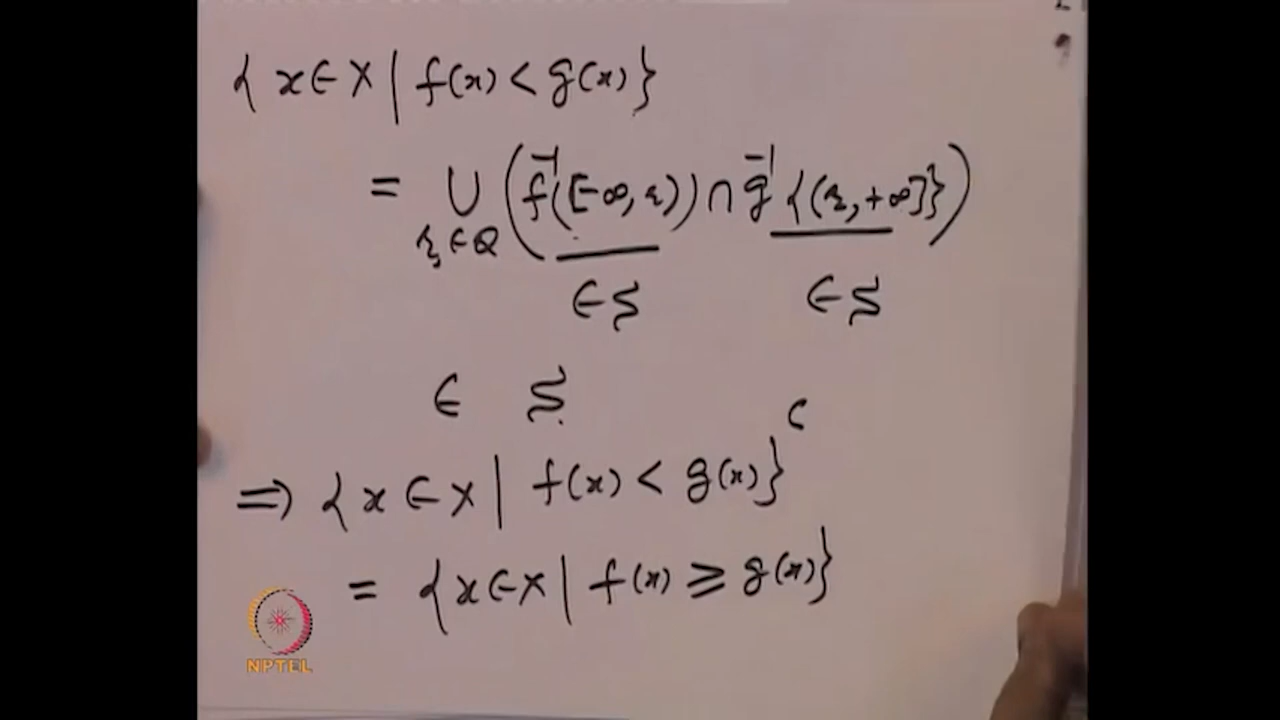 { x ∈ X | f(x) < g(x) }
= ∪ ( f⁻¹([-∞, r)) ∩ g⁻¹ {(r, +∞]} )
r ∈ Q
∈ S ∈ S
∈ S
⇒ { x ∈ X | f(x) < g(x) }ᶜ
= { x ∈ X | f(x) ≥ g(x) }
NPTEL